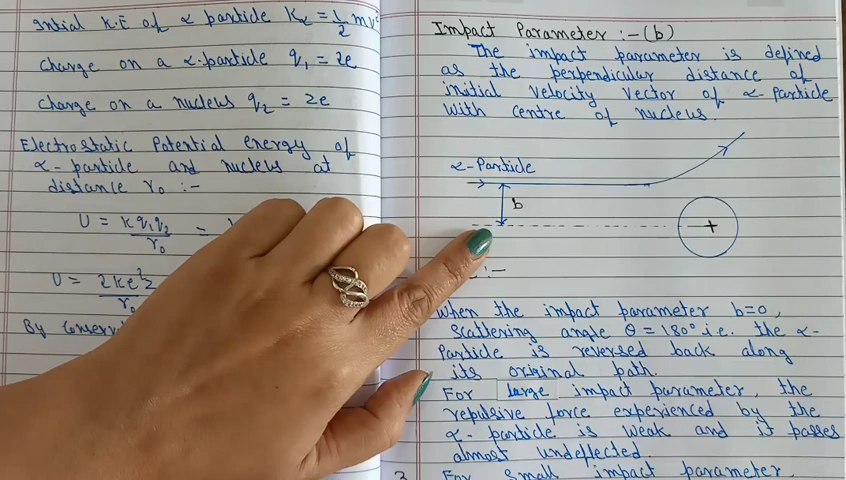 Intial K.E of α particle Kα = 1/2 mv²
Charge on a α-particle q₁ = 2e
Charge on a nucleus q₂ = Ze
Electrostatic Potential energy of
α-particle and nucleus at
distance r₀ :-
U = Kq₁q₂/r₀ =
U = 2Ke²Z/r₀
By
Impact Parameter :- (b)
The impact parameter is defined
as the perpendicular distance of
initial velocity vector of α-Particle
with centre of nucleus.
α-Particle
b
+
:-
When the impact parameter b=0,
Scattering angle θ = 180° i.e. the α-
Particle is reversed back along
its original path.
For large impact parameter, the
repulsive force experienced by the
α-particle is weak and it passes
almost undeflected.
For small impact parameter,